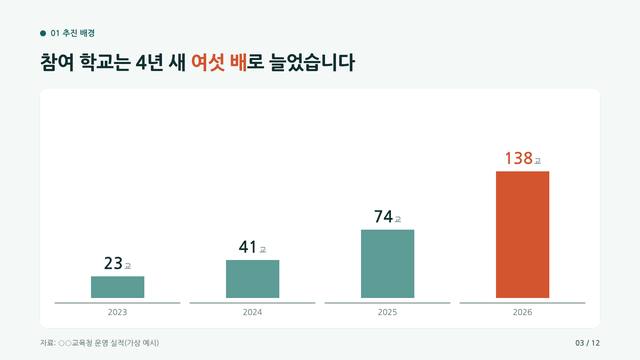 01 추진 배경
참여 학교는 4년 새 여섯 배로 늘었습니다
138교
74교
41교
23교
2023 2024 2025 2026
자료: ○○교육청 운영 실적(가상 예시)
03 / 12